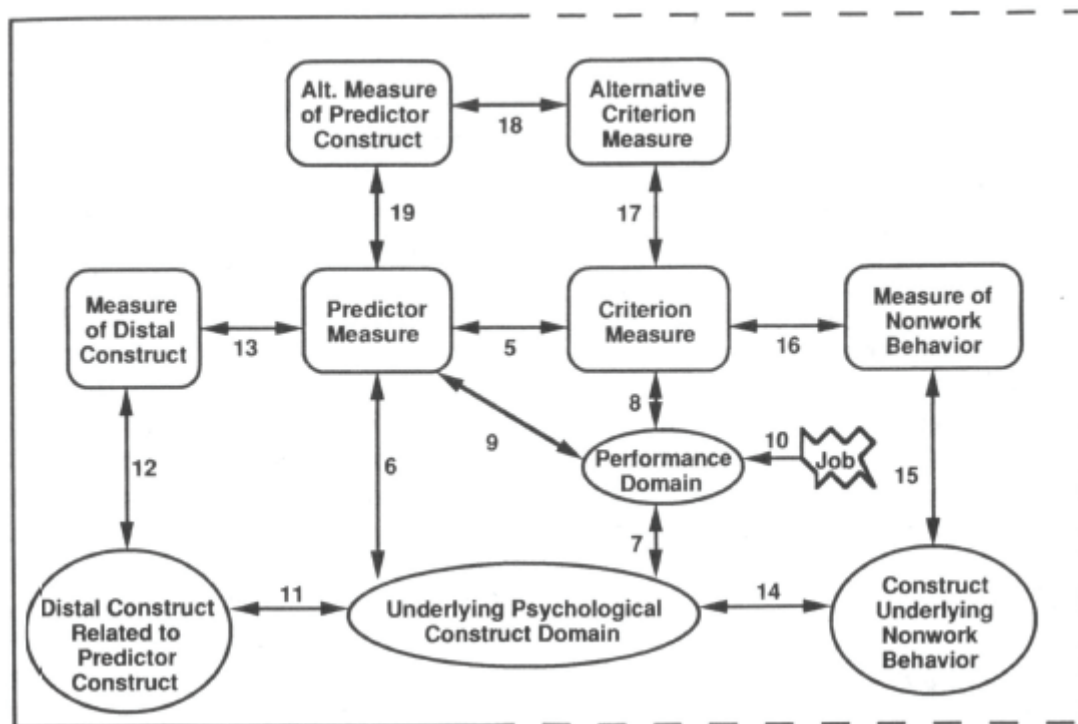 Alt. Measure
of Predictor
Construct
18
Alternative
Criterion
Measure
19
17
Measure
of Distal
Construct
13
Predictor
Measure
5
Criterion
Measure
16
Measure of
Nonwork
Behavior
12
6
9
8
10
Job
Performance
Domain
15
7
Distal Construct
Related to
Predictor
Construct
11
Underlying Psychological
Construct Domain
14
Construct
Underlying
Nonwork
Behavior